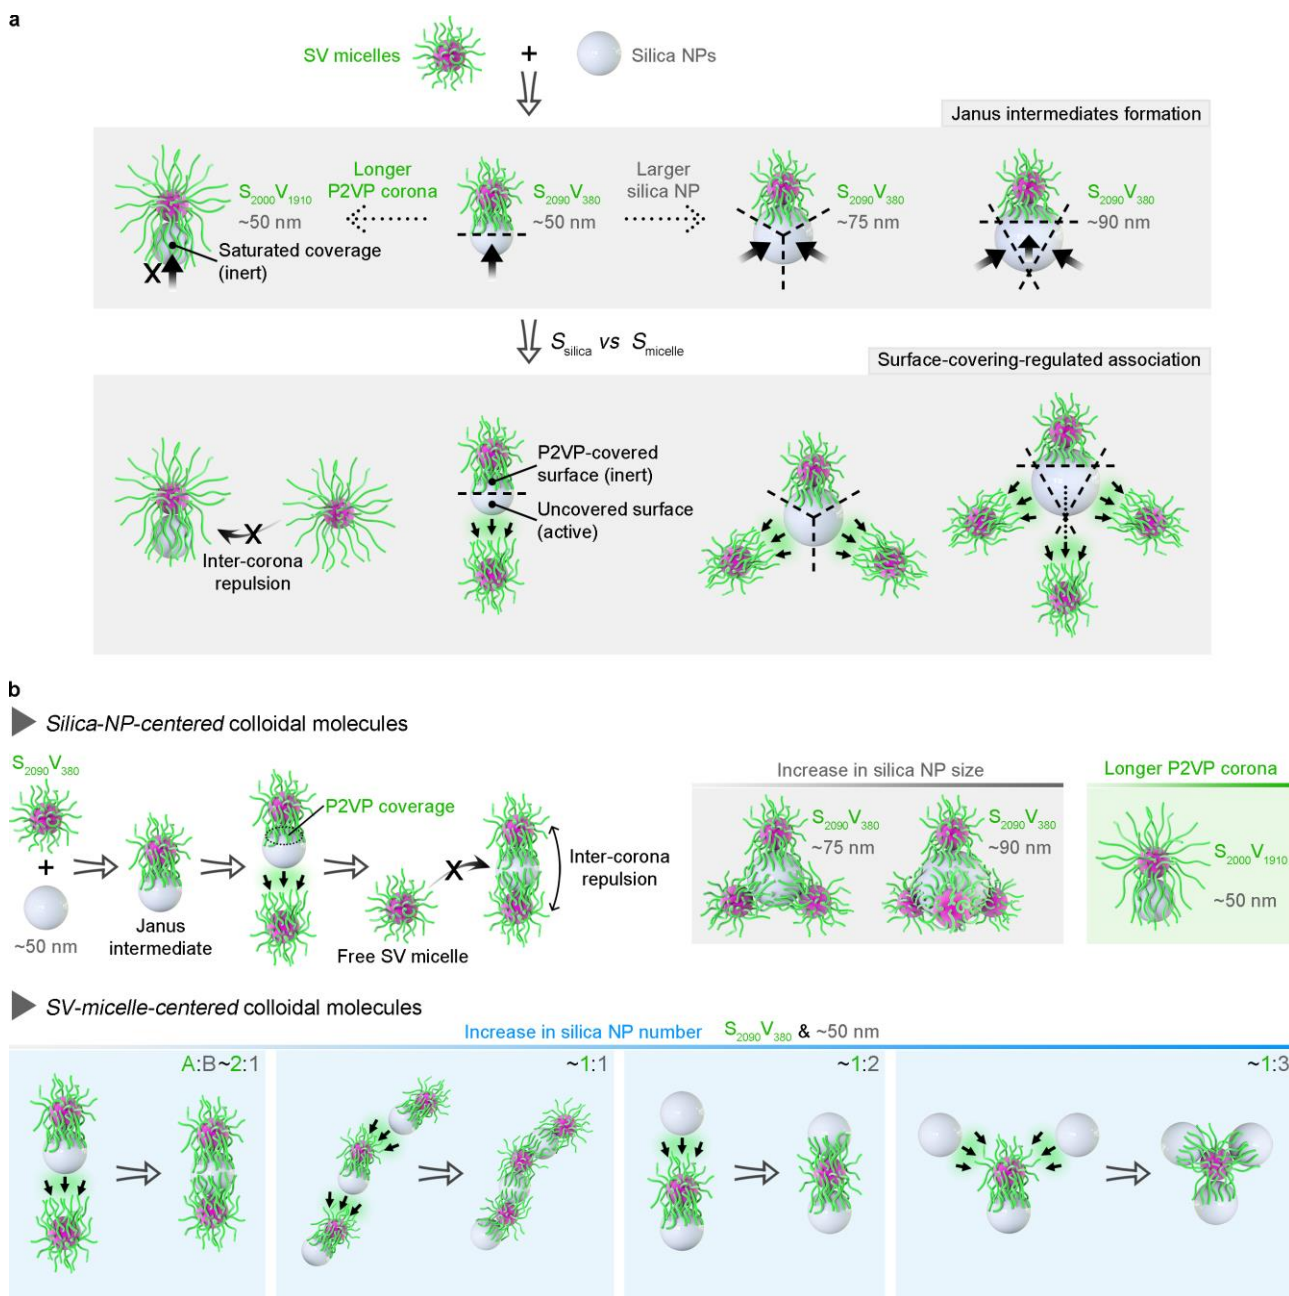 a
SV micelles
+
Silica NPs
Janus intermediates formation
Longer
P2VP corona
Larger
silica NP
S2000V1910
~50 nm
S2090V380
~50 nm
S2090V380
~75 nm
S2090V380
~90 nm
Saturated coverage
(inert)
X
Ssilica vs Smicelle
Surface-covering-regulated association
P2VP-covered
surface (inert)
Uncovered surface
(active)
X
Inter-corona
repulsion
b
Silica-NP-centered colloidal molecules
S2090V380
+
~50 nm
Janus
intermediate
P2VP coverage
Free SV micelle
X
Inter-corona
repulsion
Increase in silica NP size
S2090V380
~75 nm
S2090V380
~90 nm
Longer P2VP corona
S2000V1910
~50 nm
SV-micelle-centered colloidal molecules
Increase in silica NP number S2090V380 & ~50 nm
A:B~2:1
~1:1
~1:2
~1:3